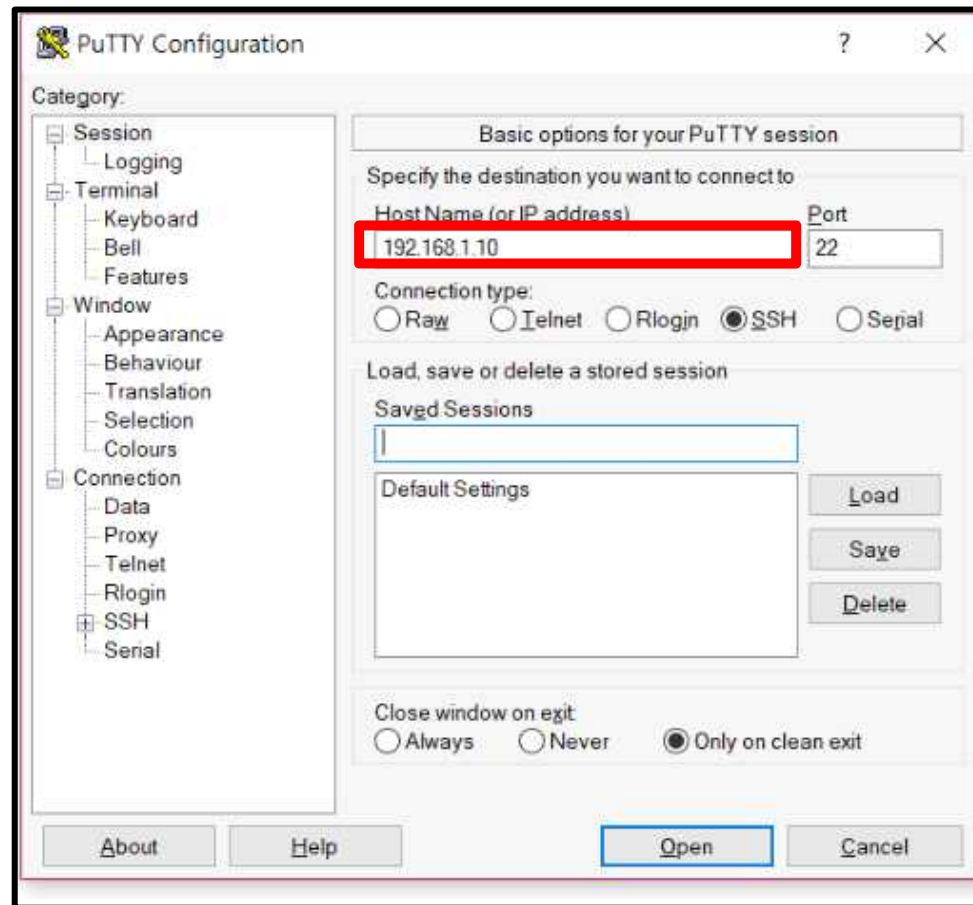 PuTTY Configuration
?
Category:
Session
Logging
Terminal
Keyboard
Bell
Features
Window
Appearance
Behaviour
Translation
Selection
Colours
Connection
Data
Proxy
Telnet
Rlogin
SSH
Serial
Basic options for your PuTTY session
Specify the destination you want to connect to
Host Name (or IP address) Port
192.168.1.10 22
Connection type:
Raw Telnet Rlogin SSH Serial
Load, save or delete a stored session
Saved Sessions
Default Settings
Load
Save
Delete
Close window on exit
Always Never Only on clean exit
About Help Open Cancel